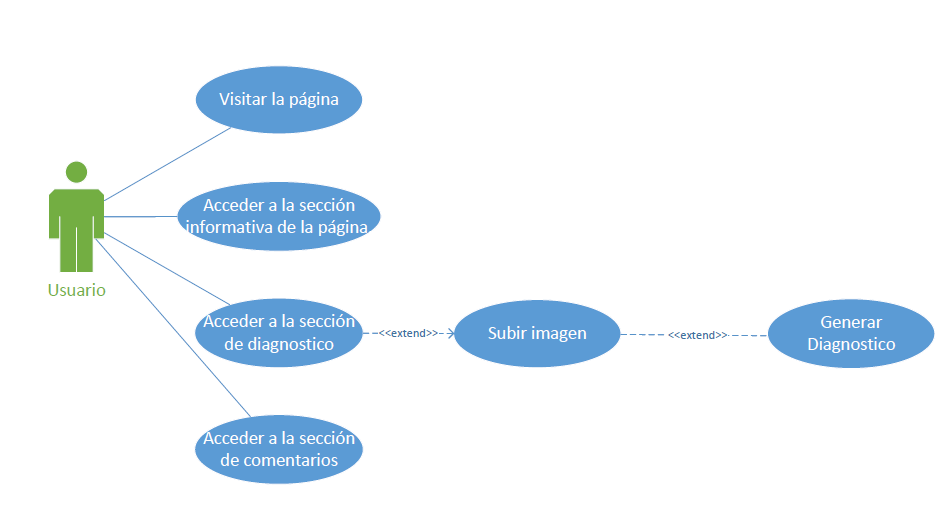 Visitar la página
Acceder a la sección
informativa de la página
Usuario
Acceder a la sección
de diagnostico
<<extend>>
Subir imagen
<<extend>>
Generar
Diagnostico
Acceder a la sección
de comentarios